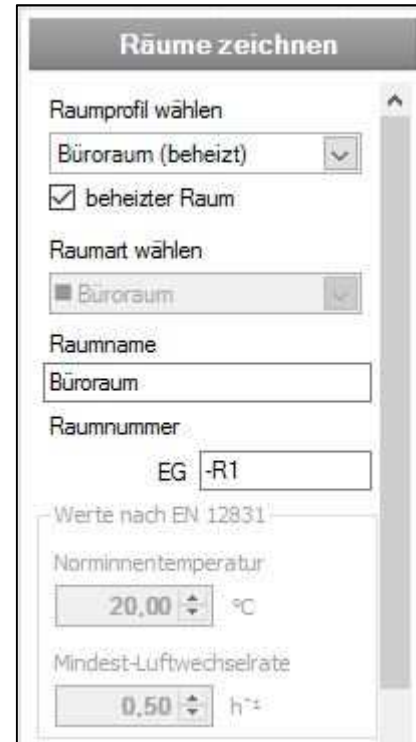 Räume zeichnen
Raumprofil wählen
Büroraum (beheizt)
beheizter Raum
Raumart wählen
Büroraum
Raumname
Büroraum
Raumnummer
EG -R1
Werte nach EN 12831
Norminnentemperatur
20,00 °C
Mindest-Luftwechselrate
0,50 h⁻¹